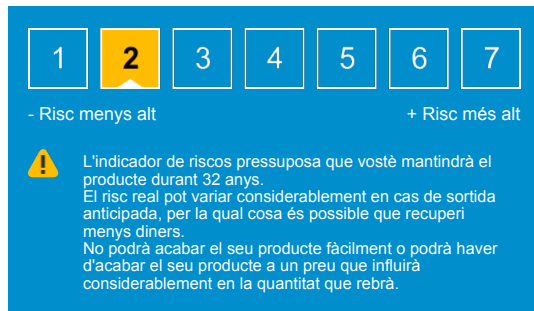 1 2 3 4 5 6 7
- Risc menys alt + Risc més alt
L'indicador de riscos pressuposa que vostè mantindrà el
producte durant 32 anys.
El risc real pot variar considerablement en cas de sortida
anticipada, per la qual cosa és possible que recuperi
menys diners.
No podrà acabar el seu producte fàcilment o podrà haver
d'acabar el seu producte a un preu que influirà
considerablement en la quantitat que rebrà.